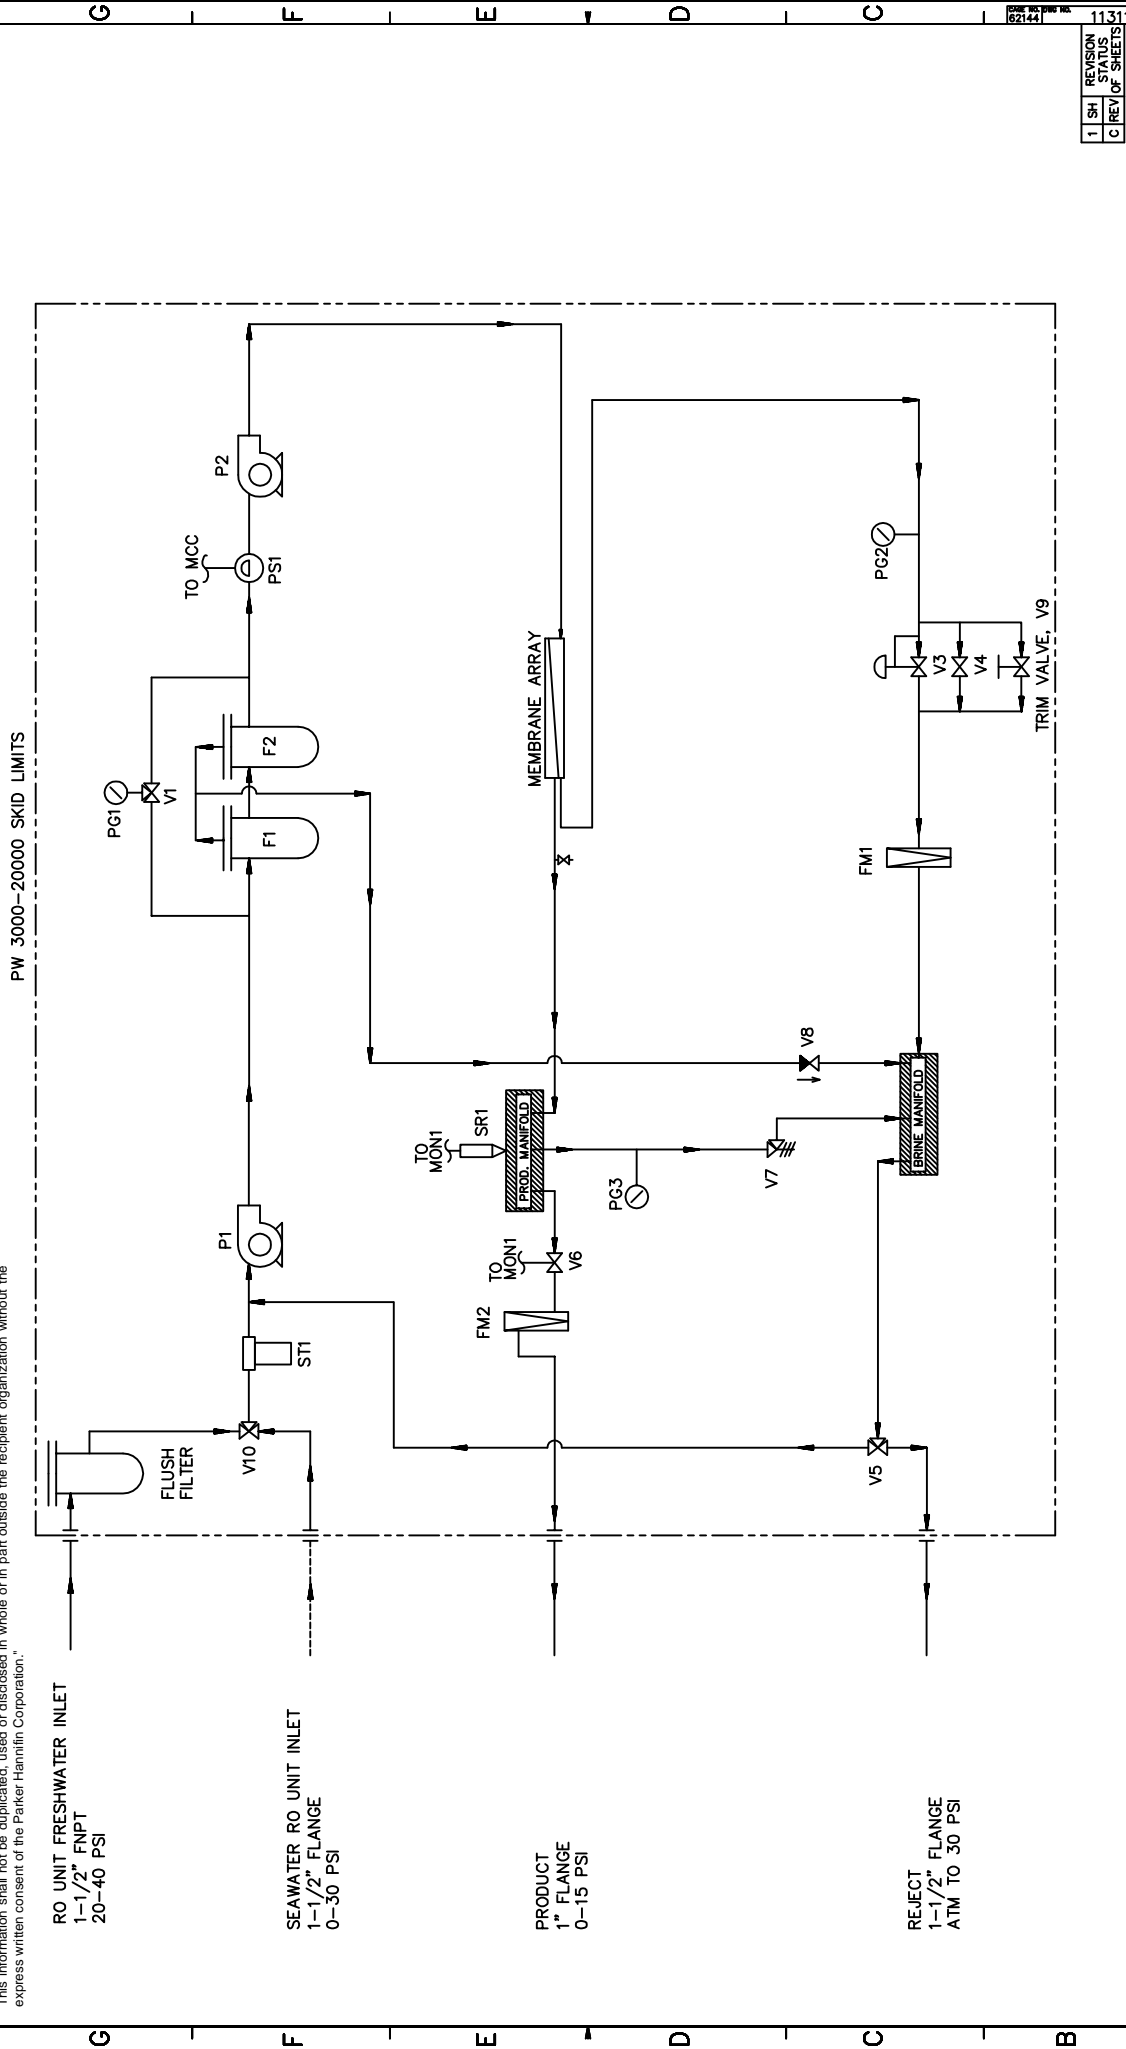 This information shall not be duplicated, used or disclosed in whole or in part outside the recipient organization without the
express written consent of the Parker Hannifin Corporation."
G
F
E
D
C
CAGE NO.
62144
DWG NO.
1131
1 SH REVISION
STATUS
C REV OF SHEETS
PW 3000-20000 SKID LIMITS
RO UNIT FRESHWATER INLET
1-1/2" FNPT
20-40 PSI
FLUSH
FILTER
V10
ST1
P1
PG1
V1
F1
F2
TO MCC
PS1
P2
SEAWATER RO UNIT INLET
1-1/2" FLANGE
0-30 PSI
PRODUCT
1" FLANGE
0-15 PSI
FM2
TO
MON1
V6
TO
MON1
SR1
PROD. MANIFOLD
PG3
MEMBRANE ARRAY
V7
V8
REJECT
1-1/2" FLANGE
ATM TO 30 PSI
V5
BRINE MANIFOLD
FM1
PG2
V3
V4
TRIM VALVE, V9
G
F
E
D
C
B